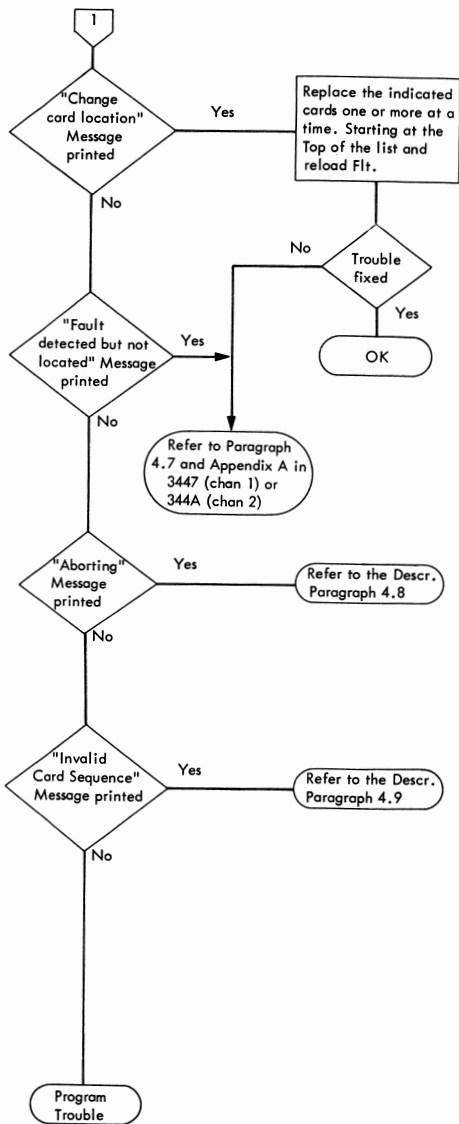 1
"Change
card location"
Message
printed
Yes
Replace the indicated
cards one or more at a
time. Starting at the
Top of the list and
reload Flt.
No
No
Trouble
fixed
Yes
OK
"Fault
detected but not
located" Message
printed
Yes
No
Refer to Paragraph
4.7 and Appendix A in
3447 (chan 1) or
344A (chan 2)
"Aborting"
Message
printed
Yes
Refer to the Descr.
Paragraph 4.8
No
"Invalid
Card Sequence"
Message printed
Yes
Refer to the Descr.
Paragraph 4.9
No
Program
Trouble